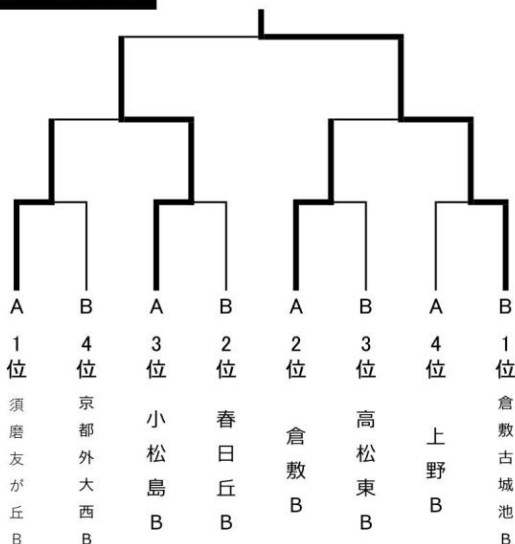 A 1位 須磨友が丘B
B 4位 京都外大西B
A 3位 小松島B
B 2位 春日丘B
A 2位 倉敷B
B 3位 高松東B
A 4位 上野B
B 1位 倉敷古城池B